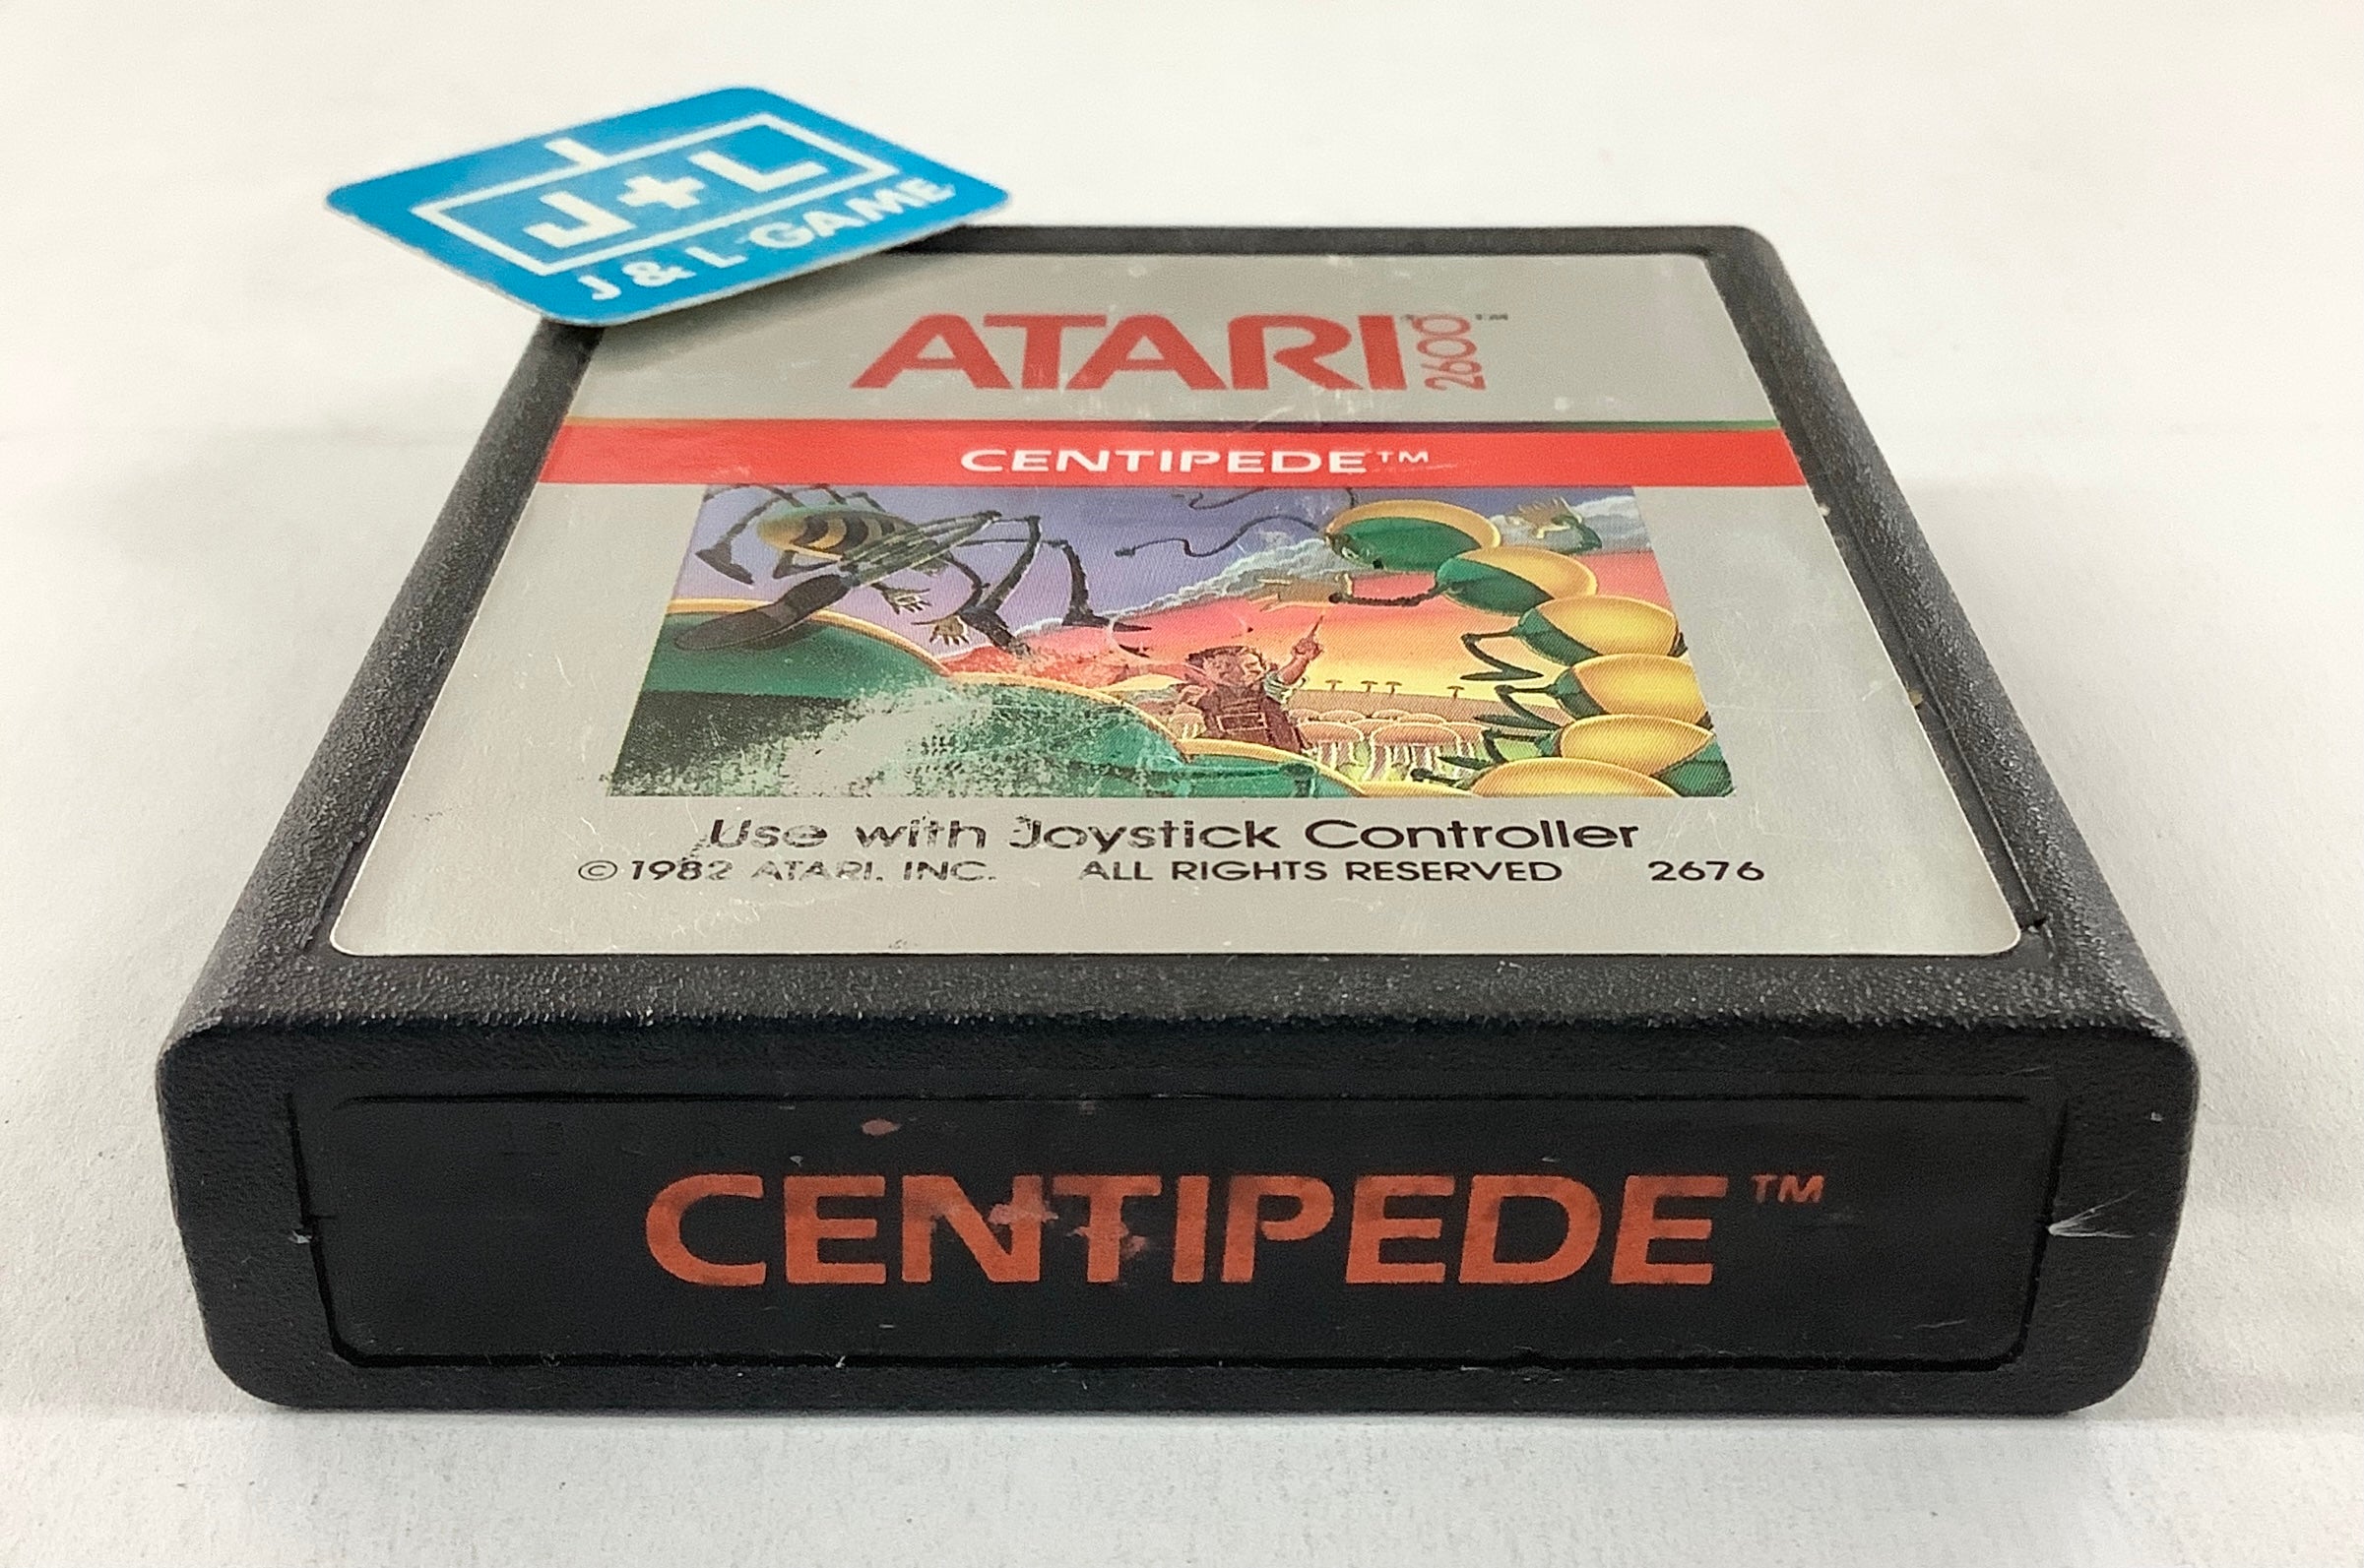 J+L
J & L GAME
ATARI 2600™
CENTIPEDE™
Use with Joystick Controller
© 1982 ATARI, INC. ALL RIGHTS RESERVED 2676
CENTIPEDE™